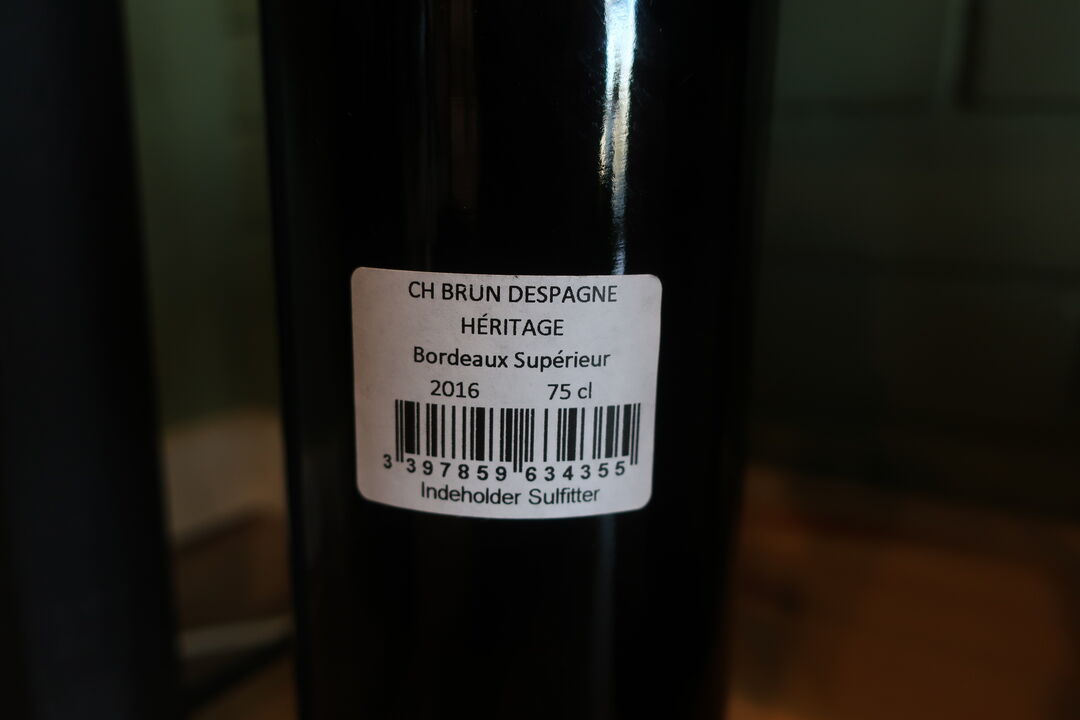 CH BRUN DESPAGNE
HÉRITAGE
Bordeaux Supérieur
2016 75 cl
3 397859 634355
Indeholder Sulfitter